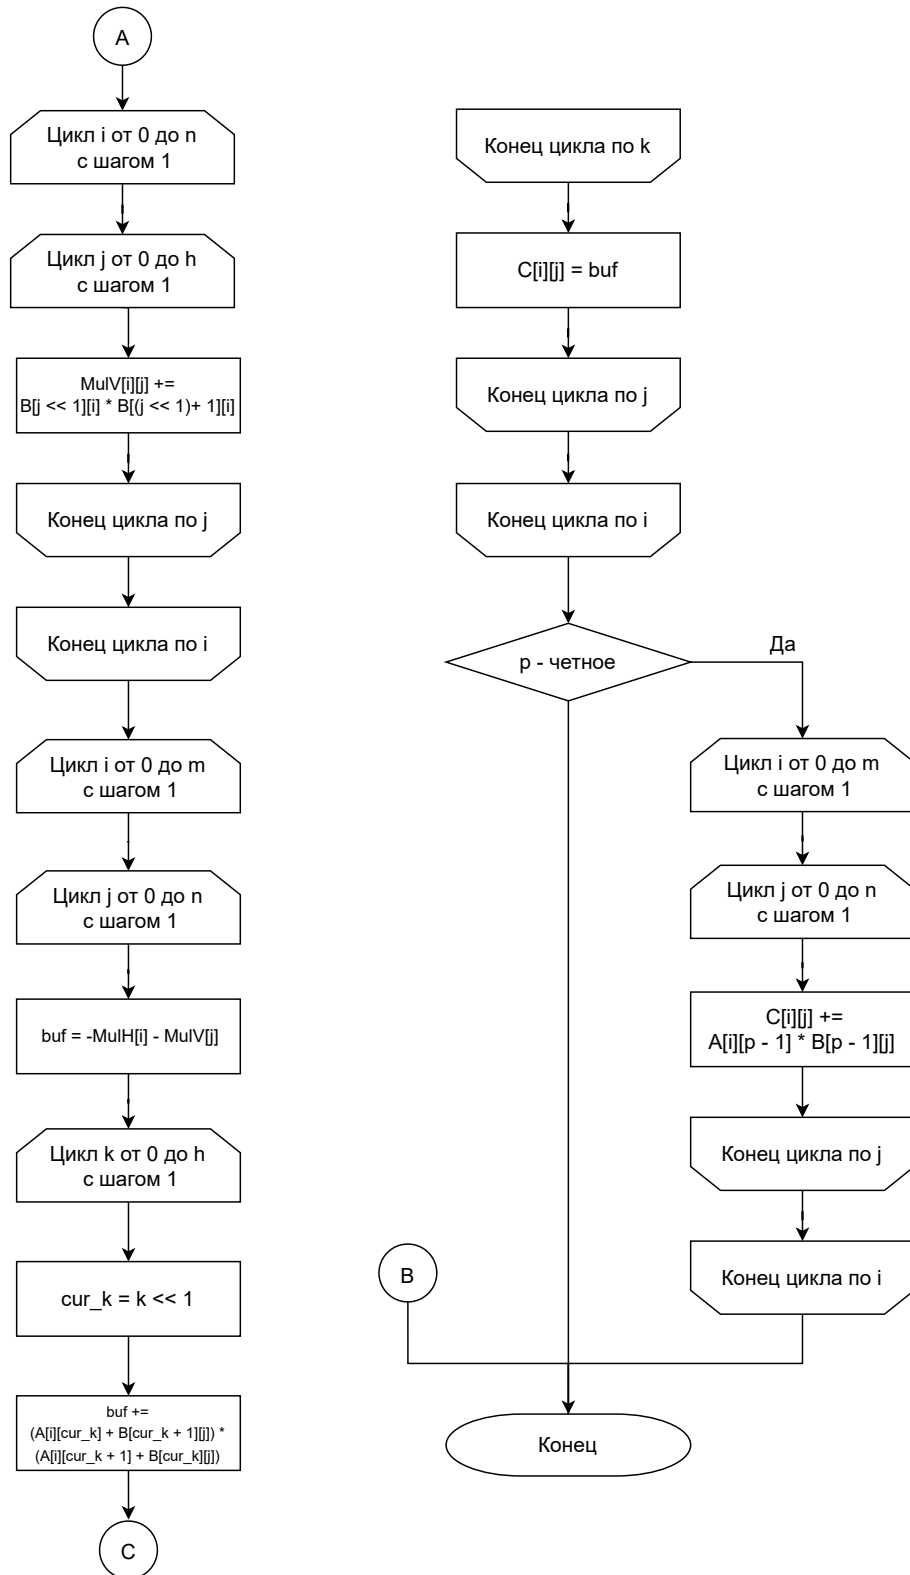 A
Цикл i от 0 до n
с шагом 1
Цикл j от 0 до h
с шагом 1
MulV[i][j] +=
B[j << 1][i] * B[(j << 1)+ 1][i]
Конец цикла по j
Конец цикла по i
Цикл i от 0 до m
с шагом 1
Цикл j от 0 до n
с шагом 1
buf = -MulH[i] - MulV[j]
Цикл k от 0 до h
с шагом 1
cur_k = k << 1
buf +=
(A[i][cur_k] + B[cur_k + 1][j]) *
(A[i][cur_k + 1] + B[cur_k][j])
C
Конец цикла по k
C[i][j] = buf
Конец цикла по j
Конец цикла по i
p - четное
Да
Цикл i от 0 до m
с шагом 1
Цикл j от 0 до n
с шагом 1
C[i][j] +=
A[i][p - 1] * B[p - 1][j]
Конец цикла по j
Конец цикла по i
B
Конец